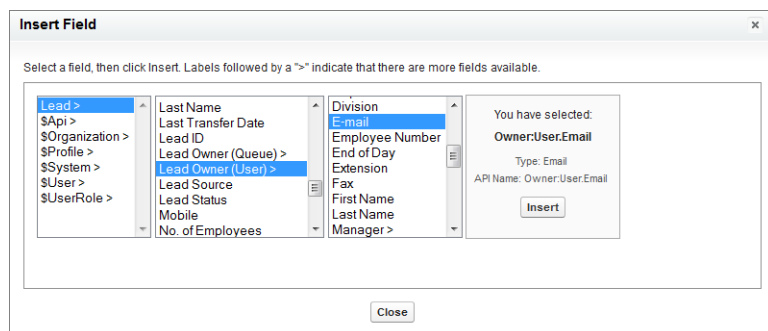 Insert Field
Select a field, then click Insert. Labels followed by a ">" indicate that there are more fields available.
Lead >
$Api >
$Organization >
$Profile >
$System >
$User >
$UserRole >
Last Name
Last Transfer Date
Lead ID
Lead Owner (Queue) >
Lead Owner (User) >
Lead Source
Lead Status
Mobile
No. of Employees
Division
E-mail
Employee Number
End of Day
Extension
Fax
First Name
Last Name
Manager >
You have selected:
Owner:User.Email
Type: Email
API Name: Owner:User.Email
Insert
Close